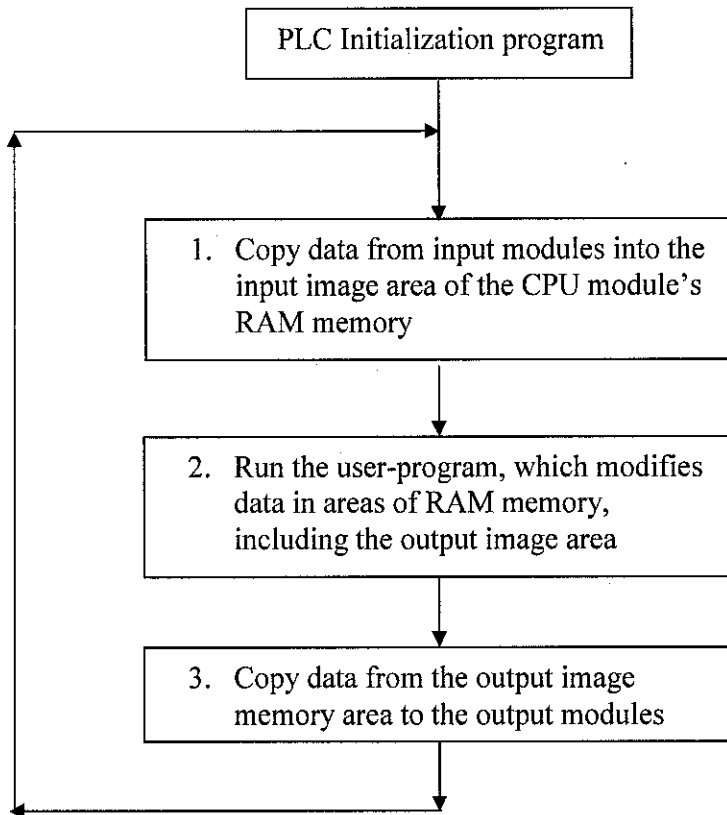 PLC Initialization program
1. Copy data from input modules into the
input image area of the CPU module's
RAM memory
2. Run the user-program, which modifies
data in areas of RAM memory,
including the output image area
3. Copy data from the output image
memory area to the output modules